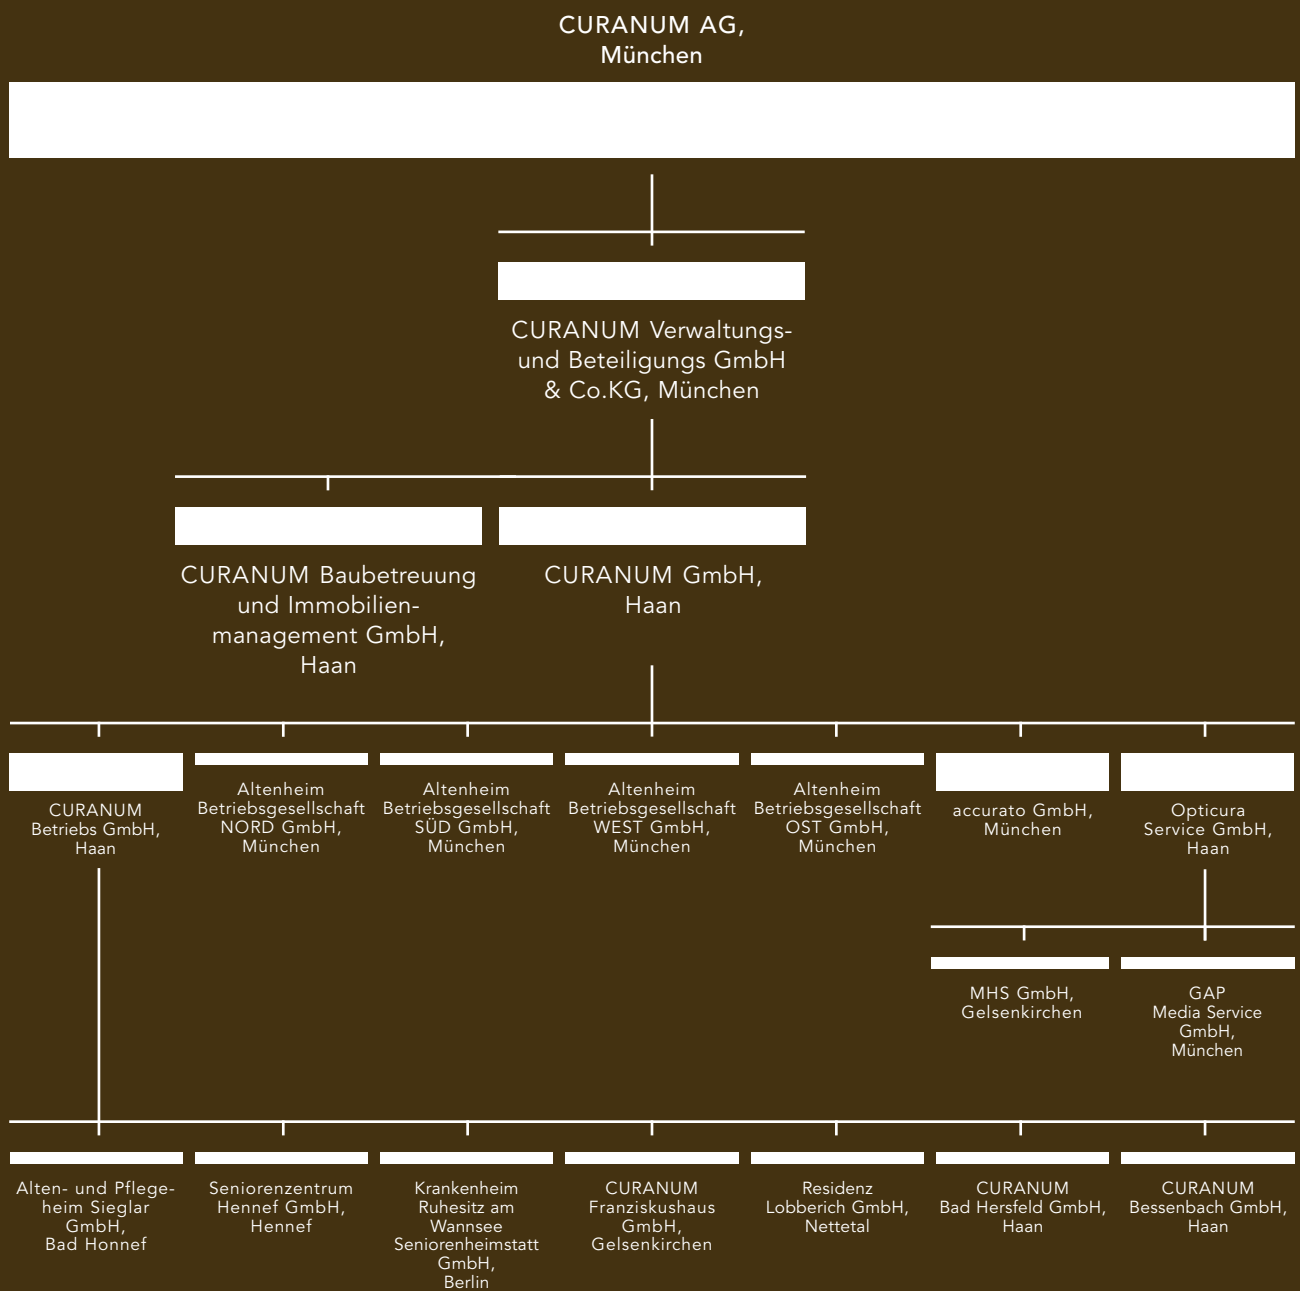 CURANUM AG,
München
CURANUM Verwaltungs-
und Beteiligungs GmbH
& Co.KG, München
CURANUM Baubetreuung
und Immobilien-
management GmbH,
Haan
CURANUM GmbH,
Haan
CURANUM
Betriebs GmbH,
Haan
Altenheim
Betriebsgesellschaft
NORD GmbH,
München
Altenheim
Betriebsgesellschaft
SÜD GmbH,
München
Altenheim
Betriebsgesellschaft
WEST GmbH,
München
Altenheim
Betriebsgesellschaft
OST GmbH,
München
accurato GmbH,
München
Opticura
Service GmbH,
Haan
MHS GmbH,
Gelsenkirchen
GAP
Media Service
GmbH,
München
Alten- und Pflege-
heim Sieglar
GmbH,
Bad Honnef
Seniorenzentrum
Hennef GmbH,
Hennef
Krankenheim
Ruhesitz am
Wannsee
Seniorenheimstatt
GmbH,
Berlin
CURANUM
Franziskushaus
GmbH,
Gelsenkirchen
Residenz
Lobberich GmbH,
Nettetal
CURANUM
Bad Hersfeld GmbH,
Haan
CURANUM
Bessenbach GmbH,
Haan